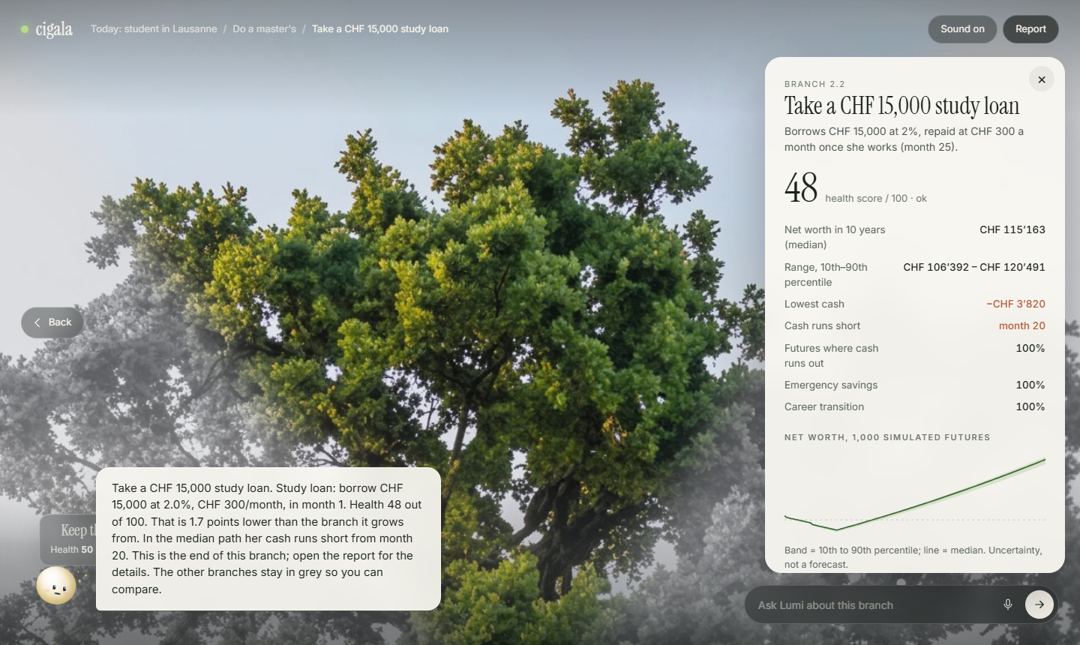 cigala
Today: student in Lausanne / Do a master's / Take a CHF 15,000 study loan
Sound on
Report
BRANCH 2.2
Take a CHF 15,000 study loan
Borrows CHF 15,000 at 2%, repaid at CHF 300 a
month once she works (month 25).
48 health score / 100 · ok
Net worth in 10 years
(median)
CHF 115’163
Range, 10th–90th
percentile
CHF 106’392 – CHF 120’491
Lowest cash
−CHF 3’820
Cash runs short
month 20
Futures where cash
runs out
100%
Emergency savings
100%
Career transition
100%
NET WORTH, 1,000 SIMULATED FUTURES
Band = 10th to 90th percentile; line = median. Uncertainty,
not a forecast.
Back
Keep
Health 50
Take a CHF 15,000 study loan. Study loan: borrow CHF
15,000 at 2.0%, CHF 300/month, in month 1. Health 48 out
of 100. That is 1.7 points lower than the branch it grows
from. In the median path her cash runs short from month
20. This is the end of this branch; open the report for the
details. The other branches stay in grey so you can
compare.
Ask Lumi about this branch